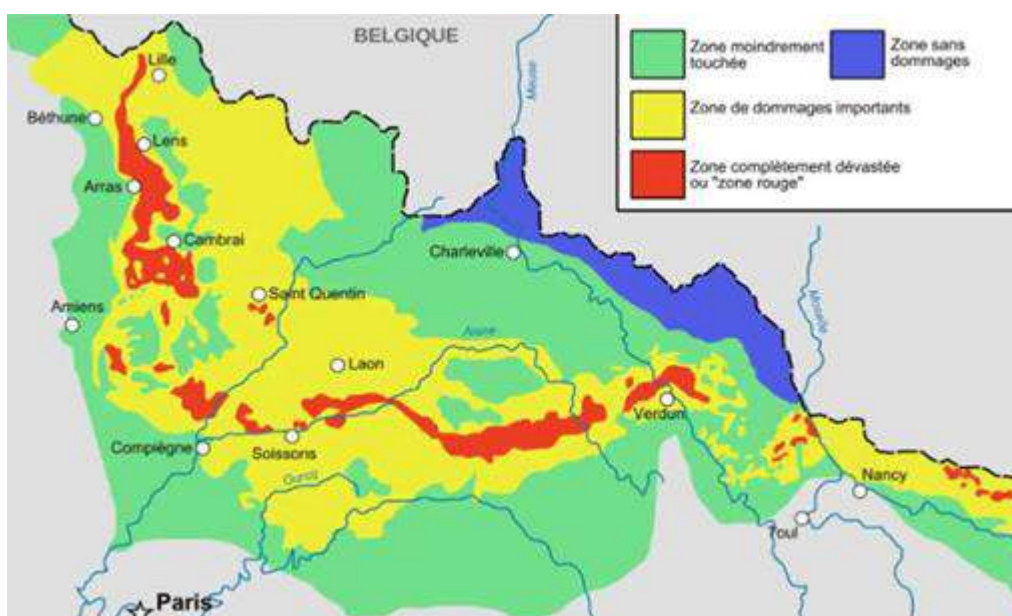 BELGIQUE
Zone moindrement
touchée
Zone sans
dommages
Zone de dommages importants
Zone complètement dévastée
ou "zone rouge"
Meuse
Lille
Béthune
Lens
Arras
Cambrai
Charleville
Moselle
Saint Quentin
Amiens
Aisne
Laon
Verdun
Compiègne
Soissons
Ourcq
Nancy
Toul
Paris